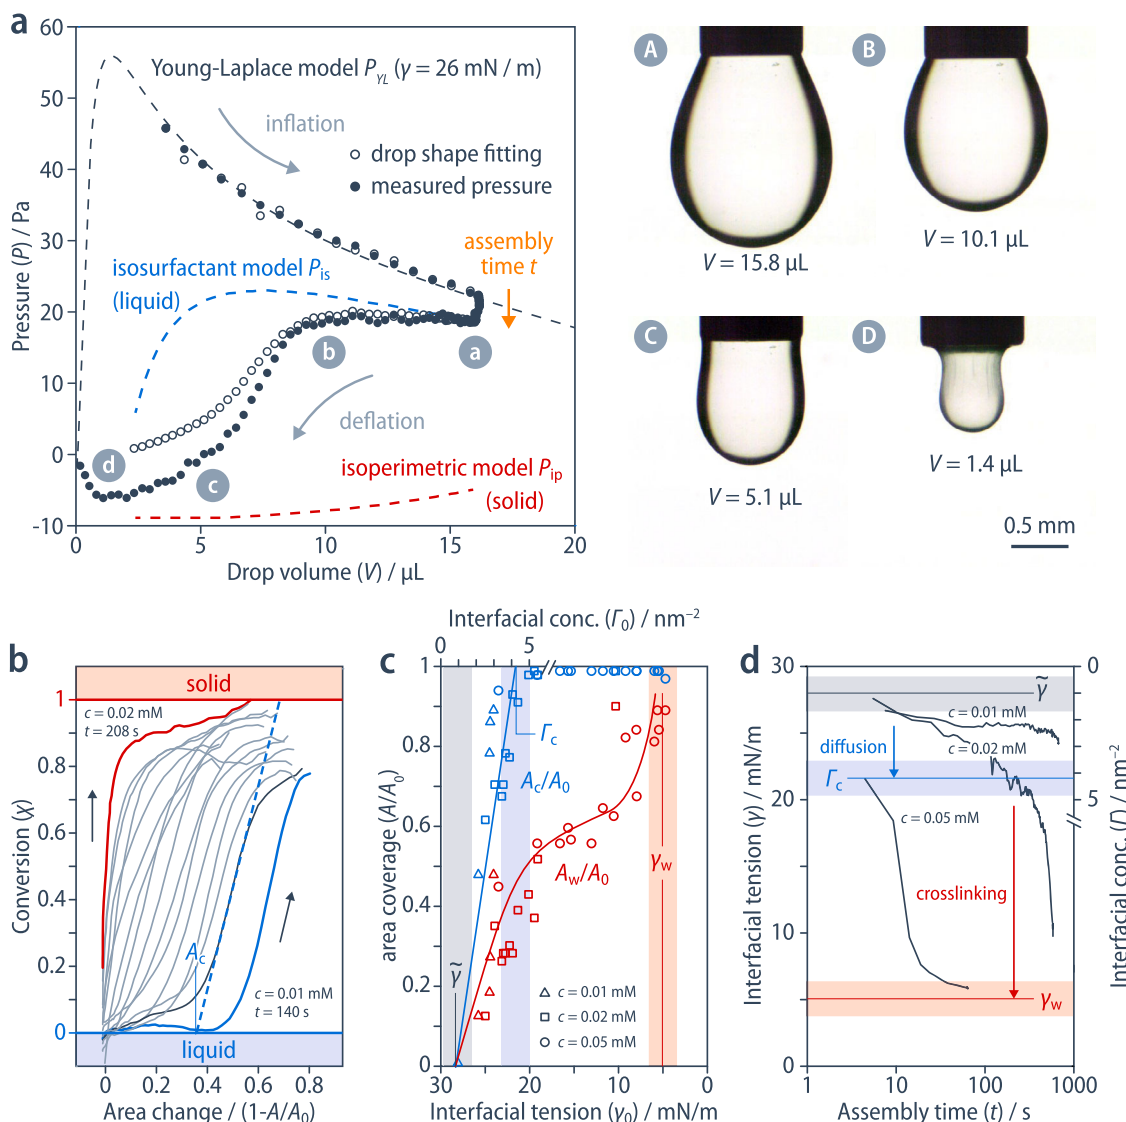 a
60
50
40
30
20
10
0
-10
Pressure (P) / Pa
0
5
10
15
20
Drop volume (V) / µL
Young-Laplace model P_YL (γ = 26 mN / m)
inflation
drop shape fitting
measured pressure
assembly
time t
isosurfactant model P_is
(liquid)
b
a
deflation
d
c
isoperimetric model P_ip
(solid)
A
V = 15.8 µL
B
V = 10.1 µL
C
V = 5.1 µL
D
V = 1.4 µL
0.5 mm
b
Conversion (χ)
1
0.8
0.6
0.4
0.2
0
solid
c = 0.02 mM
t = 208 s
A_c
c = 0.01 mM
t = 140 s
liquid
0
0.2
0.4
0.6
0.8
Area change / (1-A/A₀)
c
Interfacial conc. (Γ₀) / nm⁻²
0
5
1
0.8
0.6
0.4
0.2
0
area coverage (A/A₀)
Γ_c
A_c/A₀
A_w/A₀
γ_w
γ̃
c = 0.01 mM
c = 0.02 mM
c = 0.05 mM
30
20
10
0
Interfacial tension (γ₀) / mN/m
d
30
20
10
0
Interfacial tension (γ) / mN/m
γ̃
c = 0.01 mM
diffusion
c = 0.02 mM
Γ_c
c = 0.05 mM
crosslinking
γ_w
0
5
Interfacial conc. (Γ) / nm⁻²
1
10
100
1000
Assembly time (t) / s